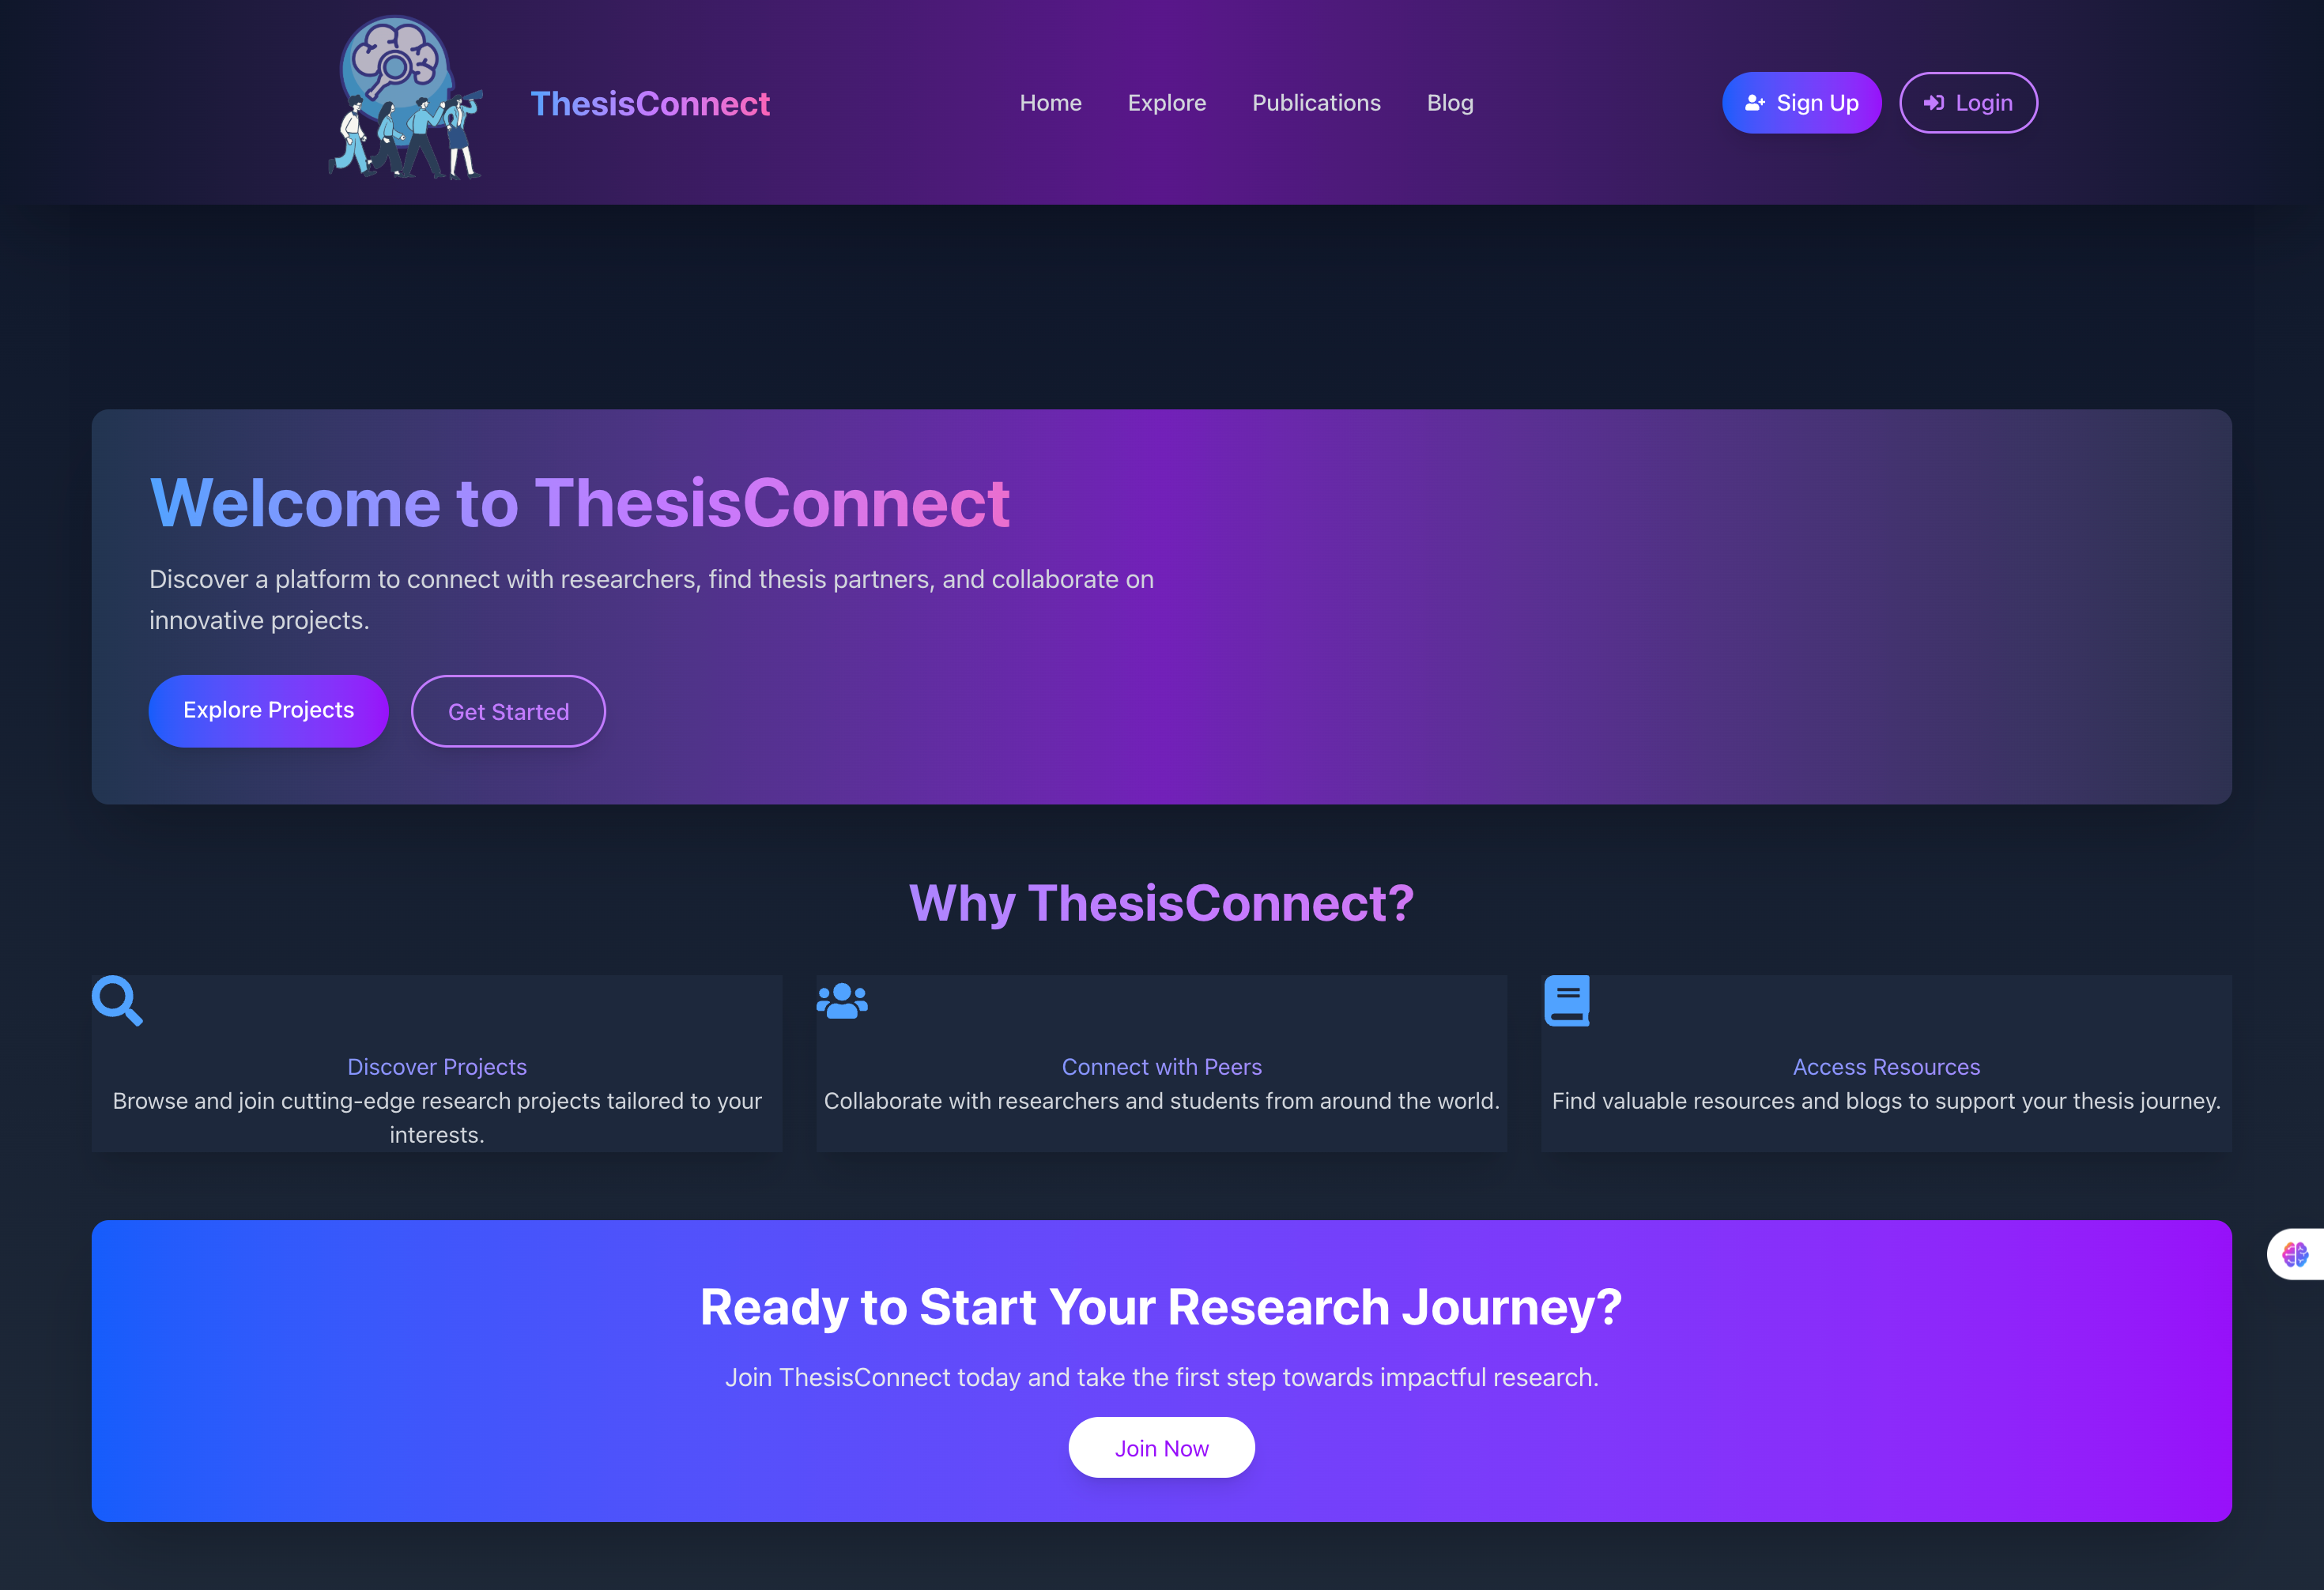 ThesisConnect
Home
Explore
Publications
Blog
Sign Up
Login
Welcome to ThesisConnect
Discover a platform to connect with researchers, find thesis partners, and collaborate on
innovative projects.
Explore Projects
Get Started
Why ThesisConnect?
Discover Projects
Browse and join cutting-edge research projects tailored to your
interests.
Connect with Peers
Collaborate with researchers and students from around the world.
Access Resources
Find valuable resources and blogs to support your thesis journey.
Ready to Start Your Research Journey?
Join ThesisConnect today and take the first step towards impactful research.
Join Now